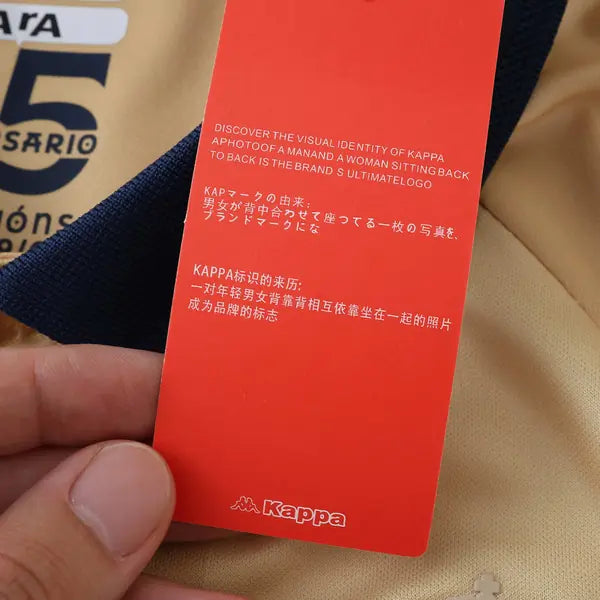 ARA
5
SARIO
ións
DISCOVER THE VISUAL IDENTITY OF KAPPA
APHOTOOF A MANAND A WOMAN SITTING BACK
TO BACK IS THE BRAND S ULTIMATELOGO
KAPマークの由来:
男女が背中合わせて座つてる一枚の写真を、
ブランドマークにな
KAPPA标识的来历:
一对年轻男女背靠背相互依靠坐在一起的照片
成为品牌的标志
Kappa